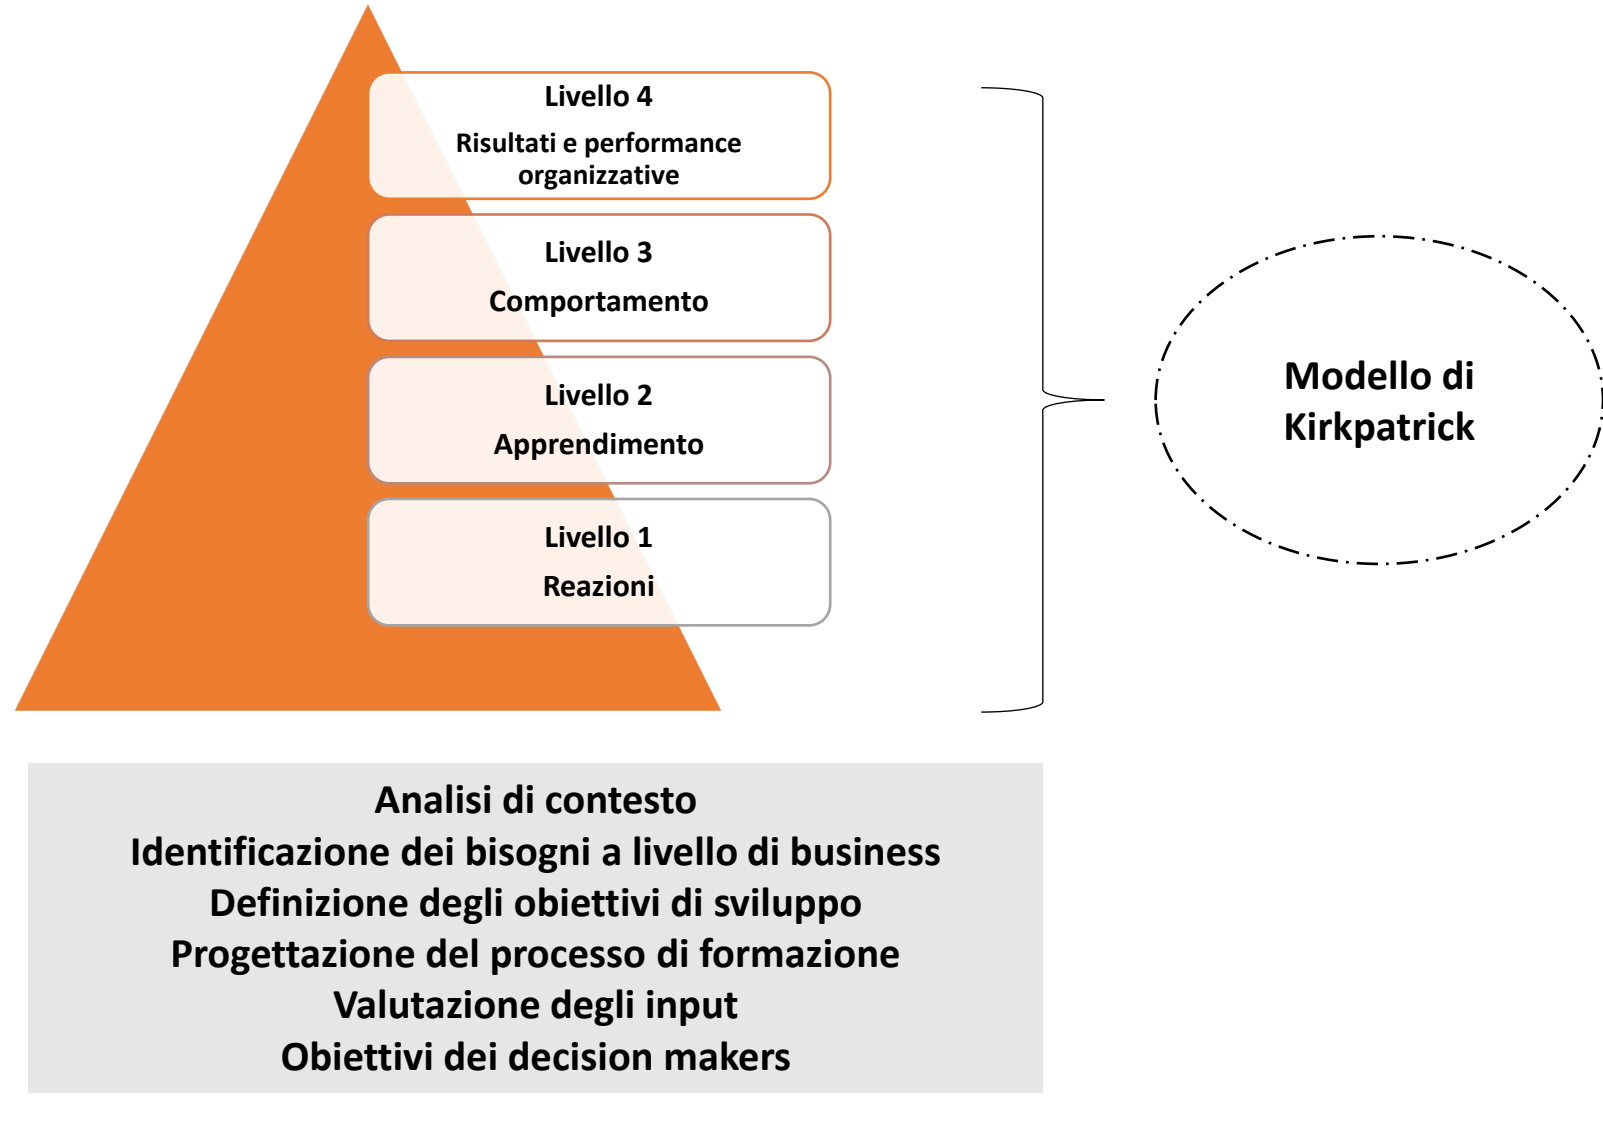 Livello 4
Risultati e performance
organizzative
Livello 3
Comportamento
Livello 2
Apprendimento
Livello 1
Reazioni
Modello di
Kirkpatrick
Analisi di contesto
Identificazione dei bisogni a livello di business
Definizione degli obiettivi di sviluppo
Progettazione del processo di formazione
Valutazione degli input
Obiettivi dei decision makers